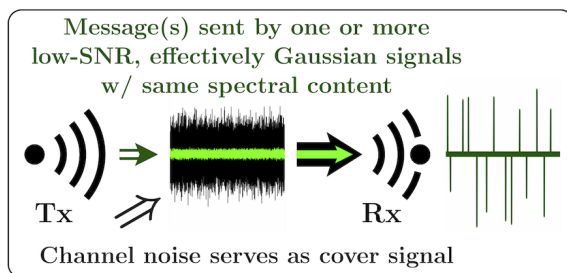 Message(s) sent by one or more
low-SNR, effectively Gaussian signals
w/ same spectral content
Tx
Rx
Channel noise serves as cover signal